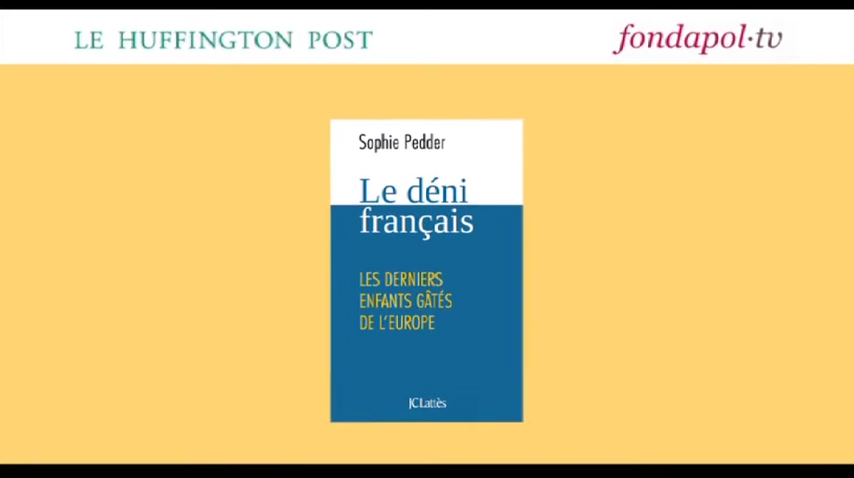 LE HUFFINGTON POST
fondapol·tv
Sophie Pedder
Le déni
français
LES DERNIERS
ENFANTS GÂTÉS
DE L'EUROPE
JCLattès